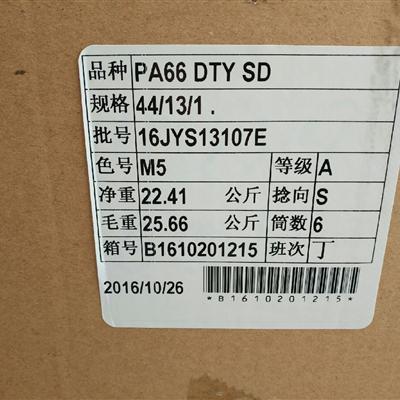 品种 PA66 DTY SD
规格 44/13/1 .
批号 16JYS13107E
色号 M5 等级 A
净重 22.41 公斤 捻向 S
毛重 25.66 公斤 筒数 6
箱号 B1610201215 班次 丁
2016/10/26
*B1610201215*